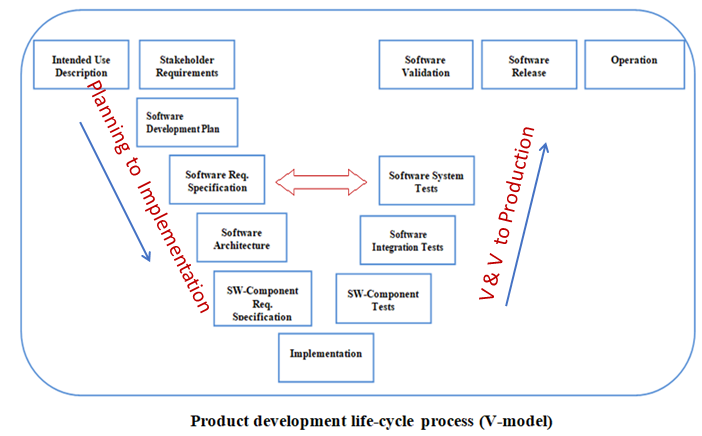 Intended Use
Description
Stakeholder
Requirements
Software
Validation
Software
Release
Operation
Planning to Implementation
Software
Development Plan
V & V to Production
Software Req.
Specification
Software System
Tests
Software
Architecture
Software
Integration Tests
SW-Component
Req.
Specification
SW-Component
Tests
Implementation
Product development life-cycle process (V-model)